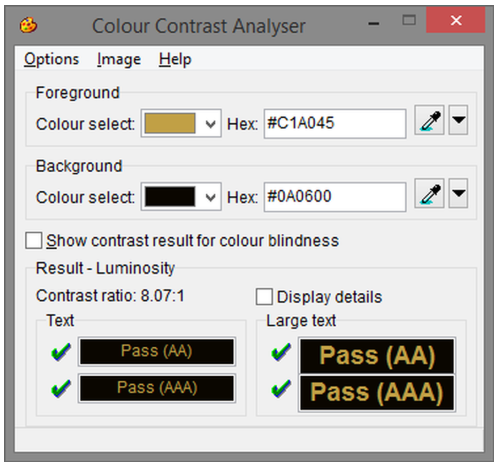 Colour Contrast Analyser
Options Image Help
Foreground
Colour select: Hex: #C1A045
Background
Colour select: Hex: #0A0600
Show contrast result for colour blindness
Result - Luminosity
Contrast ratio: 8.07:1 Display details
Text Large text
Pass (AA) Pass (AA)
Pass (AAA) Pass (AAA)